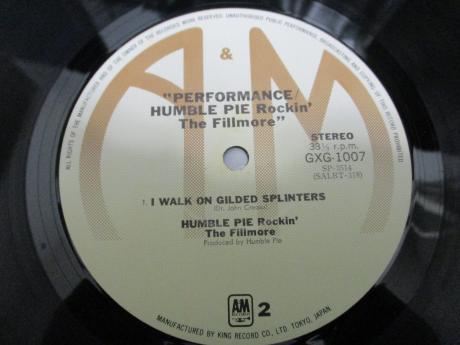 ALL RIGHTS OF THE MANUFACTURER AND OF THE OWNER OF THE RECORDED WORK RESERVED. UNAUTHORISED PUBLIC PERFORMANCE, BROADCASTING AND COPYING OF THIS RECORD PROHIBITED
A & M
"PERFORMANCE/
HUMBLE PIE Rockin'
The Fillmore"
STEREO
33⅓ r.p.m.
GXG-1007
SP-3514
(SALBT-318)
1. I WALK ON GILDED SPLINTERS
(Dr. John Creaux)
HUMBLE PIE Rockin'
The Fillmore
Produced by Humble Pie
AM
2
MANUFACTURED BY KING RECORD CO., LTD. TOKYO, JAPAN